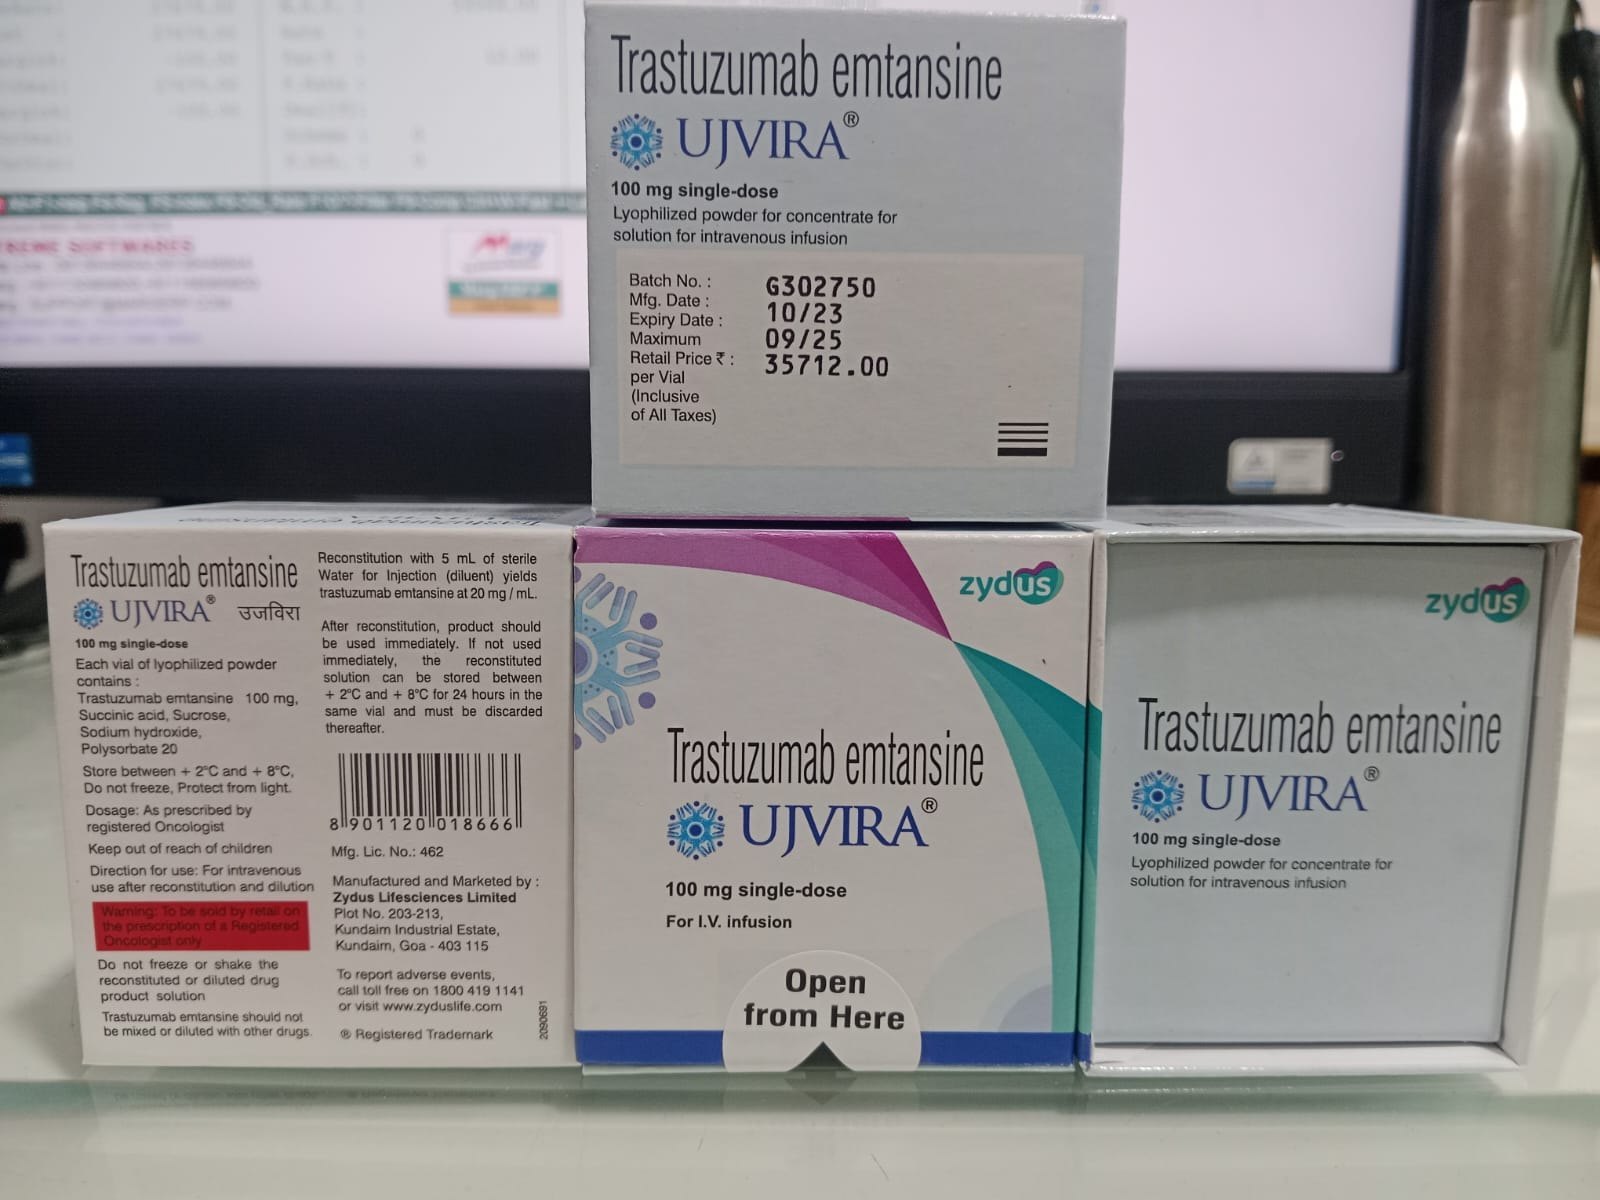 Trastuzumab emtansine
UJVIRA®
100 mg single-dose
Lyophilized powder for concentrate for
solution for intravenous infusion
Batch No. : G302750
Mfg. Date : 10/23
Expiry Date : 09/25
Maximum
Retail Price ₹ : 35712.00
per Vial
(Inclusive
of All Taxes)
Trastuzumab emtansine
UJVIRA® उजविरा
100 mg single-dose
Each vial of lyophilized powder
contains :
Trastuzumab emtansine 100 mg,
Succinic acid, Sucrose,
Sodium hydroxide,
Polysorbate 20
Store between + 2°C and + 8°C,
Do not freeze, Protect from light.
Dosage: As prescribed by
registered Oncologist
Keep out of reach of children
Direction for use: For intravenous
use after reconstitution and dilution
Warning: To be sold by retail on
the prescription of a Registered
Oncologist only
Do not freeze or shake the
reconstituted or diluted drug
product solution
Trastuzumab emtansine should not
be mixed or diluted with other drugs.
Reconstitution with 5 mL of sterile
Water for Injection (diluent) yields
trastuzumab emtansine at 20 mg / mL.
After reconstitution, product should
be used immediately. If not used
immediately, the reconstituted
solution can be stored between
+ 2°C and + 8°C for 24 hours in the
same vial and must be discarded
thereafter.
8 901120 018666
Mfg. Lic. No.: 462
Manufactured and Marketed by :
Zydus Lifesciences Limited
Plot No. 203-213,
Kundaim Industrial Estate,
Kundaim, Goa - 403 115
To report adverse events,
call toll free on 1800 419 1141
or visit www.zyduslife.com
® Registered Trademark
2090691
zydus
Trastuzumab emtansine
UJVIRA®
100 mg single-dose
For I.V. infusion
Open
from Here
zydus
Trastuzumab emtansine
UJVIRA®
100 mg single-dose
Lyophilized powder for concentrate for
solution for intravenous infusion